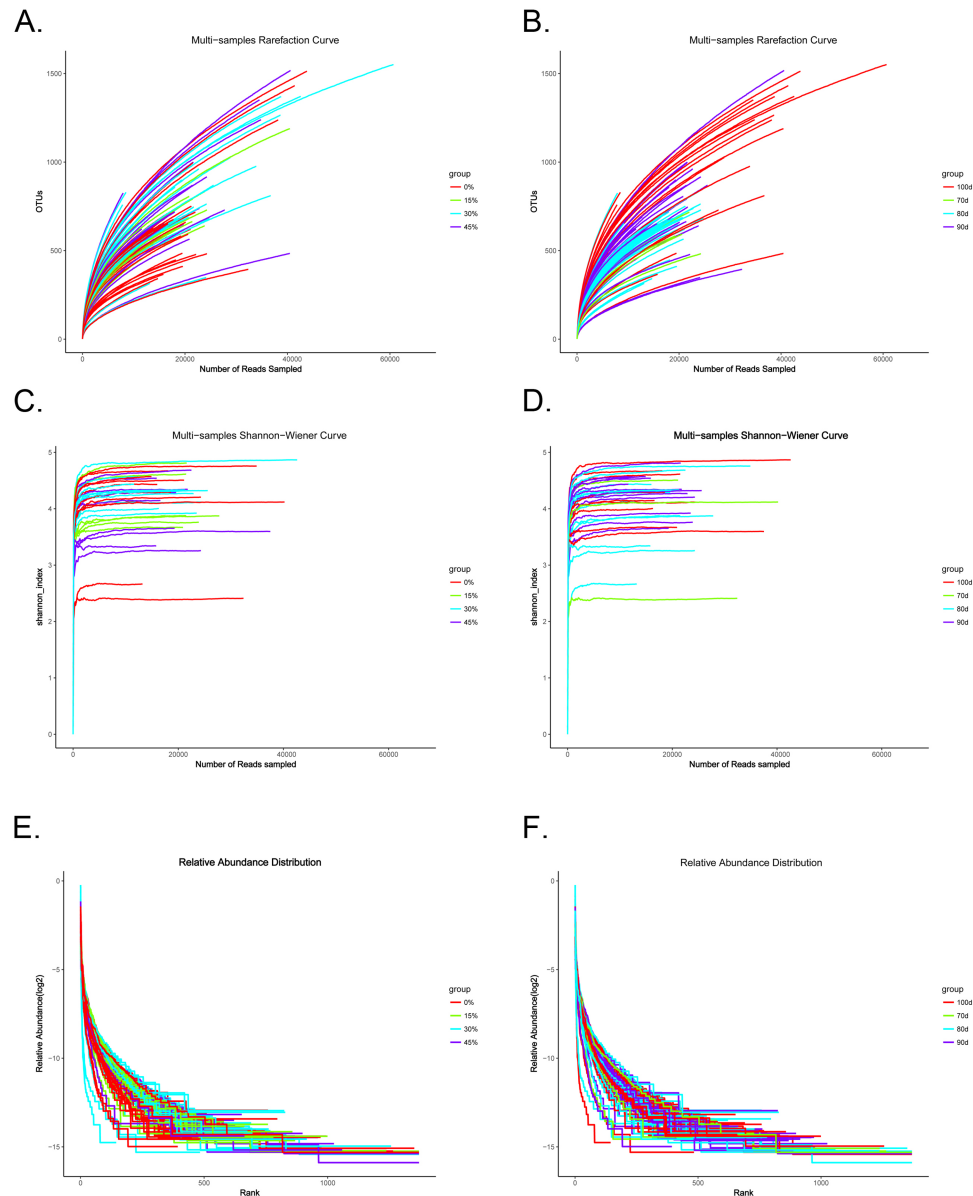 A.
Multi-samples Rarefaction Curve
1500
1000
500
0
OTUs
0 20000 40000 60000
Number of Reads Sampled
group
0%
15%
30%
45%
B.
Multi-samples Rarefaction Curve
1500
1000
500
0
OTUs
0 20000 40000 60000
Number of Reads Sampled
group
100d
70d
80d
90d
C.
Multi-samples Shannon-Wiener Curve
5
4
3
2
1
0
shannon_index
0 20000 40000 60000
Number of Reads sampled
group
0%
15%
30%
45%
D.
Multi-samples Shannon-Wiener Curve
5
4
3
2
1
0
shannon_index
0 20000 40000 60000
Number of Reads sampled
group
100d
70d
80d
90d
E.
Relative Abundance Distribution
0
-5
-10
-15
Relative Abundance(log2)
0 500 1000
Rank
group
0%
15%
30%
45%
F.
Relative Abundance Distribution
0
-5
-10
-15
Relative Abundance(log2)
0 500 1000
Rank
group
100d
70d
80d
90d